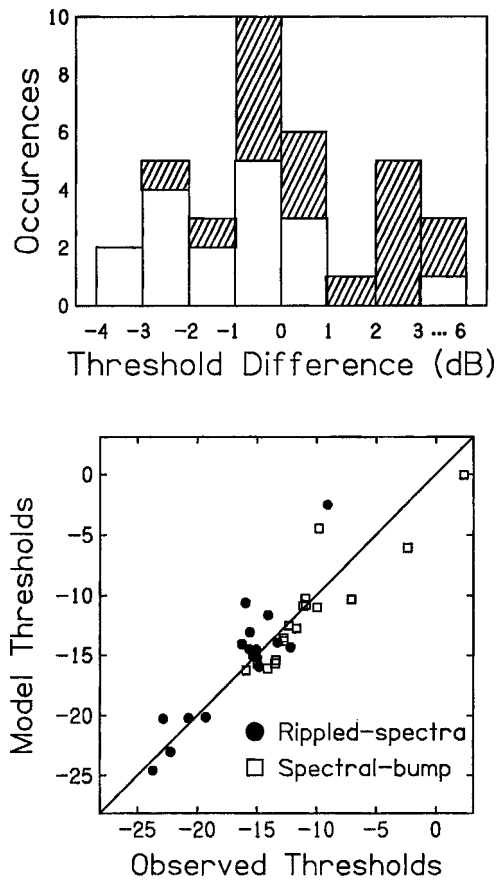 10
8
6
4
2
0
Occurences
-4 -3 -2 -1 0 1 2 3 ... 6
Threshold Difference (dB)
0
-5
-10
-15
-20
-25
Model Thresholds
Rippled-spectra
Spectral-bump
-25 -20 -15 -10 -5 0
Observed Thresholds